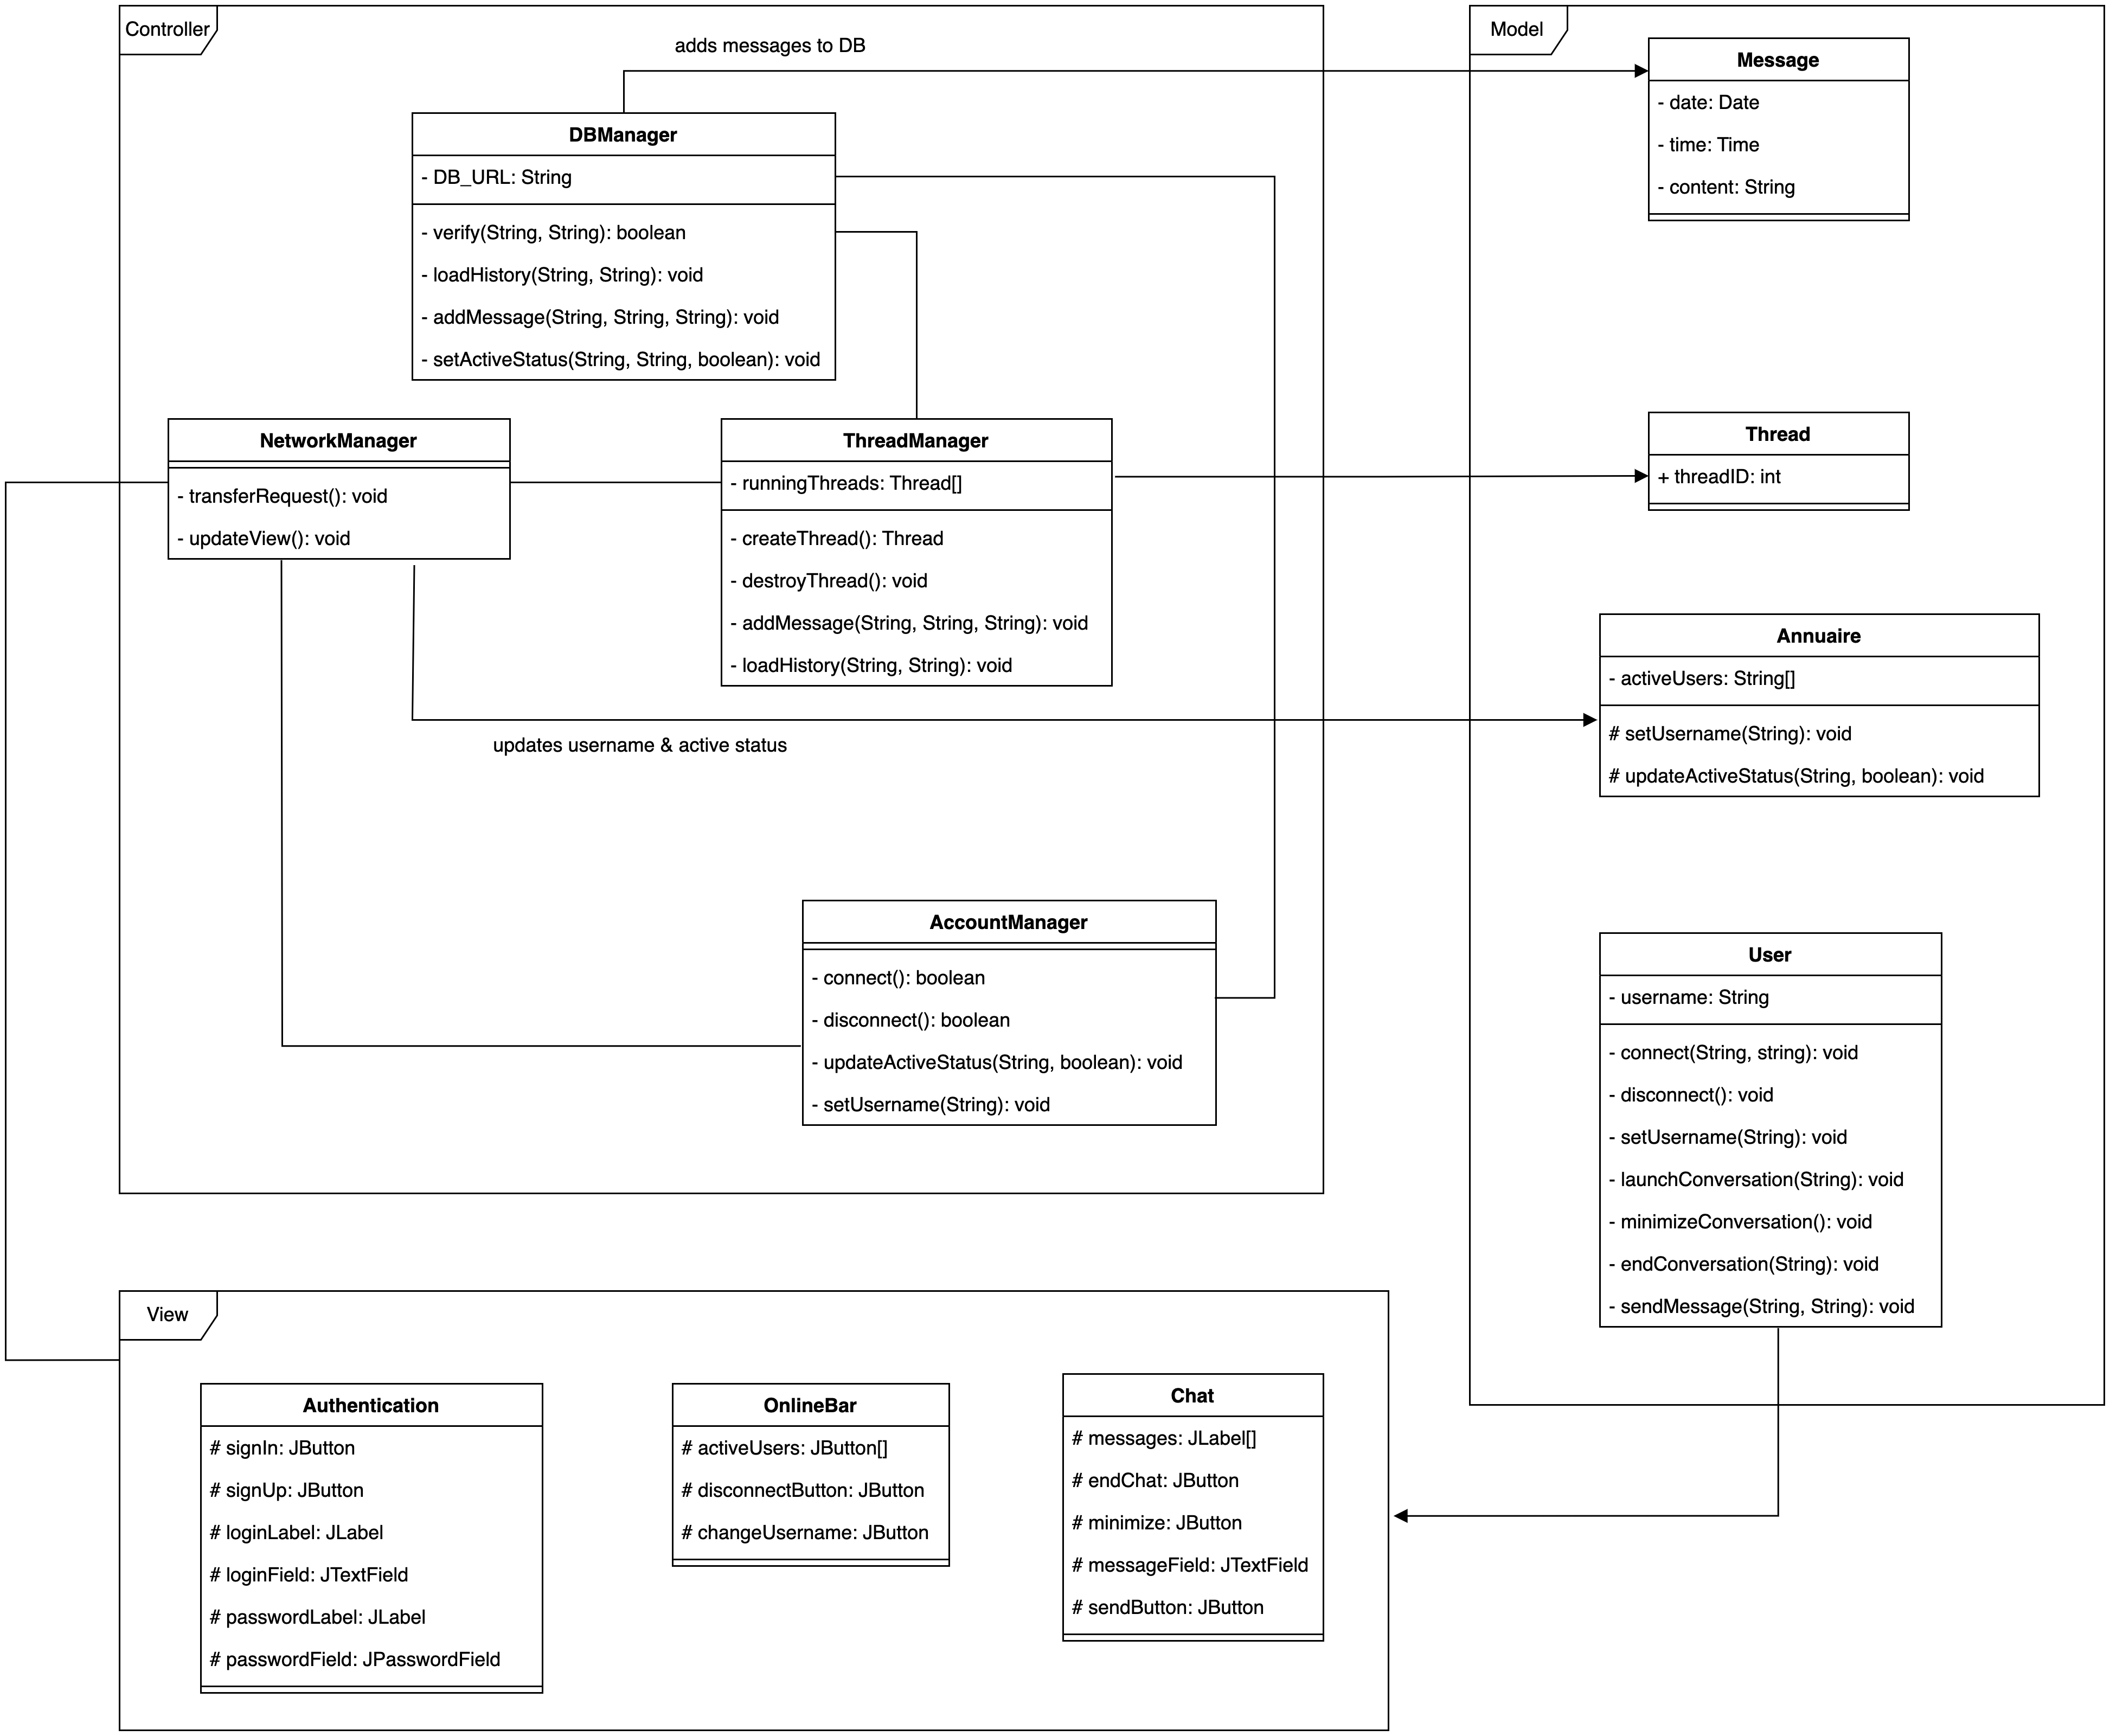 Controller
adds messages to DB
DBManager
- DB_URL: String
- verify(String, String): boolean
- loadHistory(String, String): void
- addMessage(String, String, String): void
- setActiveStatus(String, String, boolean): void
NetworkManager
- transferRequest(): void
- updateView(): void
ThreadManager
- runningThreads: Thread[]
- createThread(): Thread
- destroyThread(): void
- addMessage(String, String, String): void
- loadHistory(String, String): void
updates username & active status
AccountManager
- connect(): boolean
- disconnect(): boolean
- updateActiveStatus(String, boolean): void
- setUsername(String): void
Model
Message
- date: Date
- time: Time
- content: String
Thread
+ threadID: int
Annuaire
- activeUsers: String[]
# setUsername(String): void
# updateActiveStatus(String, boolean): void
User
- username: String
- connect(String, string): void
- disconnect(): void
- setUsername(String): void
- launchConversation(String): void
- minimizeConversation(): void
- endConversation(String): void
- sendMessage(String, String): void
View
Authentication
# signIn: JButton
# signUp: JButton
# loginLabel: JLabel
# loginField: JTextField
# passwordLabel: JLabel
# passwordField: JPasswordField
OnlineBar
# activeUsers: JButton[]
# disconnectButton: JButton
# changeUsername: JButton
Chat
# messages: JLabel[]
# endChat: JButton
# minimize: JButton
# messageField: JTextField
# sendButton: JButton